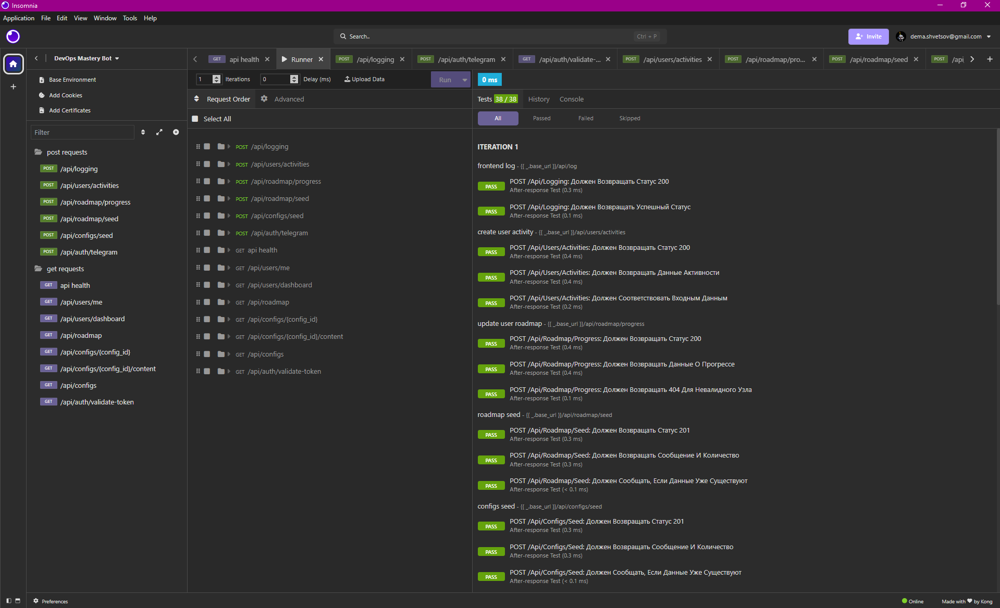 Insomnia
Application File Edit View Window Tools Help
Search.. Ctrl + P
Invite dema.shvetsov@gmail.com
DevOps Mastery Bot
GET api health Runner POST /api/logging POST /api/auth/telegram GET /api/auth/validate-... POST /api/users/activities POST /api/roadmap/pro... POST /api/roadmap/seed POST /api
Base Environment
Add Cookies
Add Certificates
Filter
post requests
POST /api/logging
POST /api/users/activities
POST /api/roadmap/progress
POST /api/roadmap/seed
POST /api/configs/seed
POST /api/auth/telegram
get requests
GET api health
GET /api/users/me
GET /api/users/dashboard
GET /api/roadmap
GET /api/configs/{config_id}
GET /api/configs/{config_id}/content
GET /api/configs
GET /api/auth/validate-token
1 Iterations 0 Delay (ms) Upload Data Run
Request Order Advanced
Select All
POST /api/logging
POST /api/users/activities
POST /api/roadmap/progress
POST /api/roadmap/seed
POST /api/configs/seed
POST /api/auth/telegram
GET api health
GET /api/users/me
GET /api/users/dashboard
GET /api/roadmap
GET /api/configs/{config_id}
GET /api/configs/{config_id}/content
GET /api/configs
GET /api/auth/validate-token
0 ms
Tests 38 / 38 History Console
All Passed Failed Skipped
ITERATION 1
frontend log - {{ _.base_url }}/api/log
PASS POST /Api/Logging: Должен Возвращать Статус 200
After-response Test (0.3 ms)
PASS POST /Api/Logging: Должен Возвращать Успешный Статус
After-response Test (0.1 ms)
create user activity - {{ _.base_url }}/api/users/activities
PASS POST /Api/Users/Activities: Должен Возвращать Статус 200
After-response Test (0.4 ms)
PASS POST /Api/Users/Activities: Должен Возвращать Данные Активности
After-response Test (0.4 ms)
PASS POST /Api/Users/Activities: Должен Соответствовать Входным Данным
After-response Test (0.2 ms)
update user roadmap - {{ _.base_url }}/api/roadmap/progress
PASS POST /Api/Roadmap/Progress: Должен Возвращать Статус 200
After-response Test (0.4 ms)
PASS POST /Api/Roadmap/Progress: Должен Возвращать Данные О Прогрессе
After-response Test (0.4 ms)
PASS POST /Api/Roadmap/Progress: Должен Возвращать 404 Для Невалидного Узла
After-response Test (0.1 ms)
roadmap seed - {{ _.base_url }}/api/roadmap/seed
PASS POST /Api/Roadmap/Seed: Должен Возвращать Статус 201
After-response Test (0.3 ms)
PASS POST /Api/Roadmap/Seed: Должен Возвращать Сообщение И Количество
After-response Test (0.3 ms)
PASS POST /Api/Roadmap/Seed: Должен Сообщать, Если Данные Уже Существуют
After-response Test (< 0.1 ms)
configs seed - {{ _.base_url }}/api/configs/seed
PASS POST /Api/Configs/Seed: Должен Возвращать Статус 201
After-response Test (0.3 ms)
PASS POST /Api/Configs/Seed: Должен Возвращать Сообщение И Количество
After-response Test (0.3 ms)
PASS POST /Api/Configs/Seed: Должен Сообщать, Если Данные Уже Существуют
After-response Test (< 0.1 ms)
Preferences
Online Made with ❤ by Kong